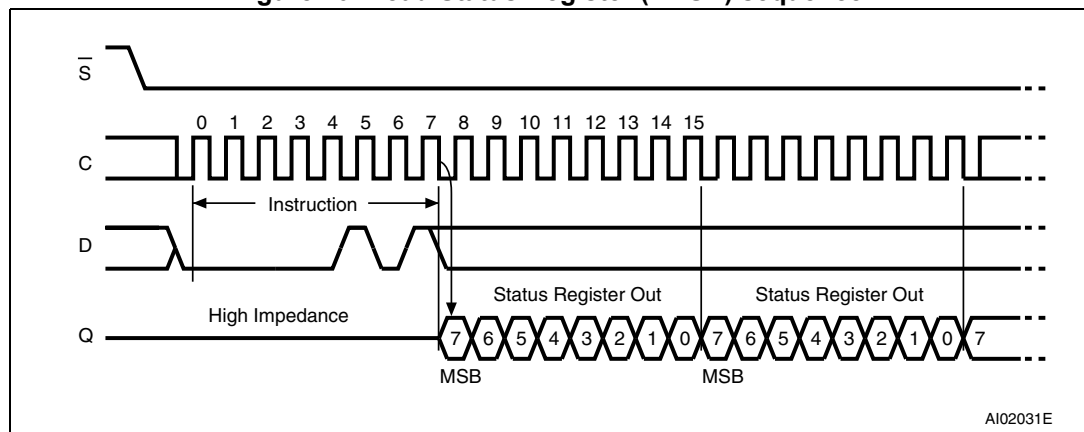 S
0 1 2 3 4 5 6 7 8 9 10 11 12 13 14 15
C
Instruction
D
Status Register Out Status Register Out
High Impedance
Q
7 6 5 4 3 2 1 0 7 6 5 4 3 2 1 0 7
MSB MSB
AI02031E